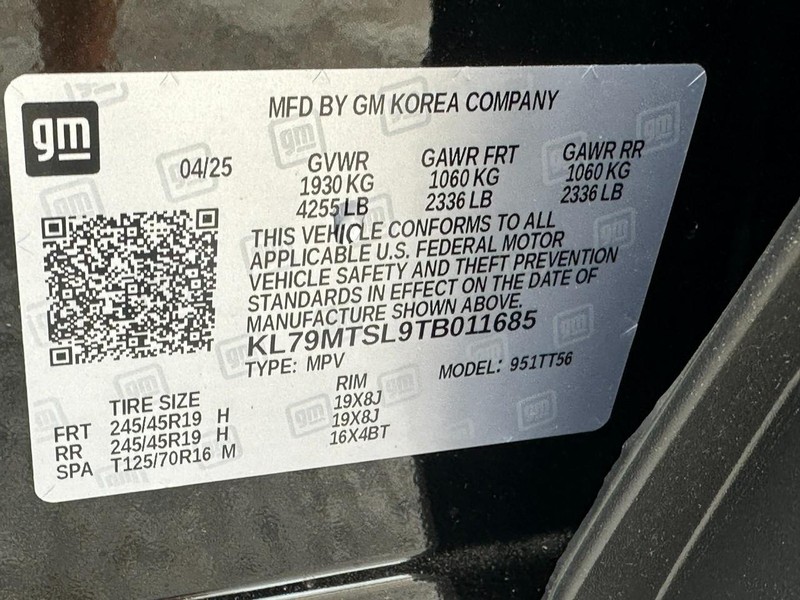 gm
MFD BY GM KOREA COMPANY
04/25 GVWR GAWR FRT GAWR RR
1930 KG 1060 KG 1060 KG
4255 LB 2336 LB 2336 LB
THIS VEHICLE CONFORMS TO ALL
APPLICABLE U.S. FEDERAL MOTOR
VEHICLE SAFETY AND THEFT PREVENTION
STANDARDS IN EFFECT ON THE DATE OF
MANUFACTURE SHOWN ABOVE.
KL79MTSL9TB011685
TYPE: MPV MODEL: 951TT56
TIRE SIZE RIM
FRT 245/45R19 H 19X8J
RR 245/45R19 H 19X8J
SPA T125/70R16 M 16X4BT